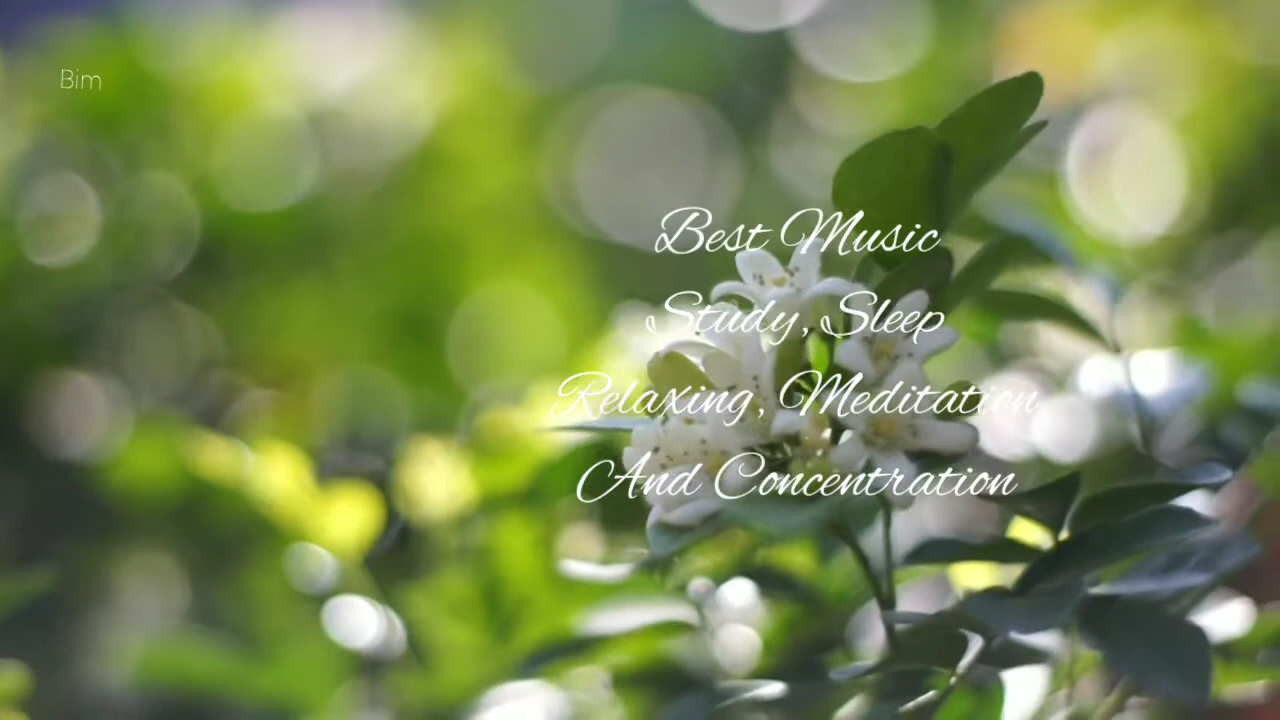 Bim
Best Music
Study, Sleep
Relaxing, Meditation
And Concentration